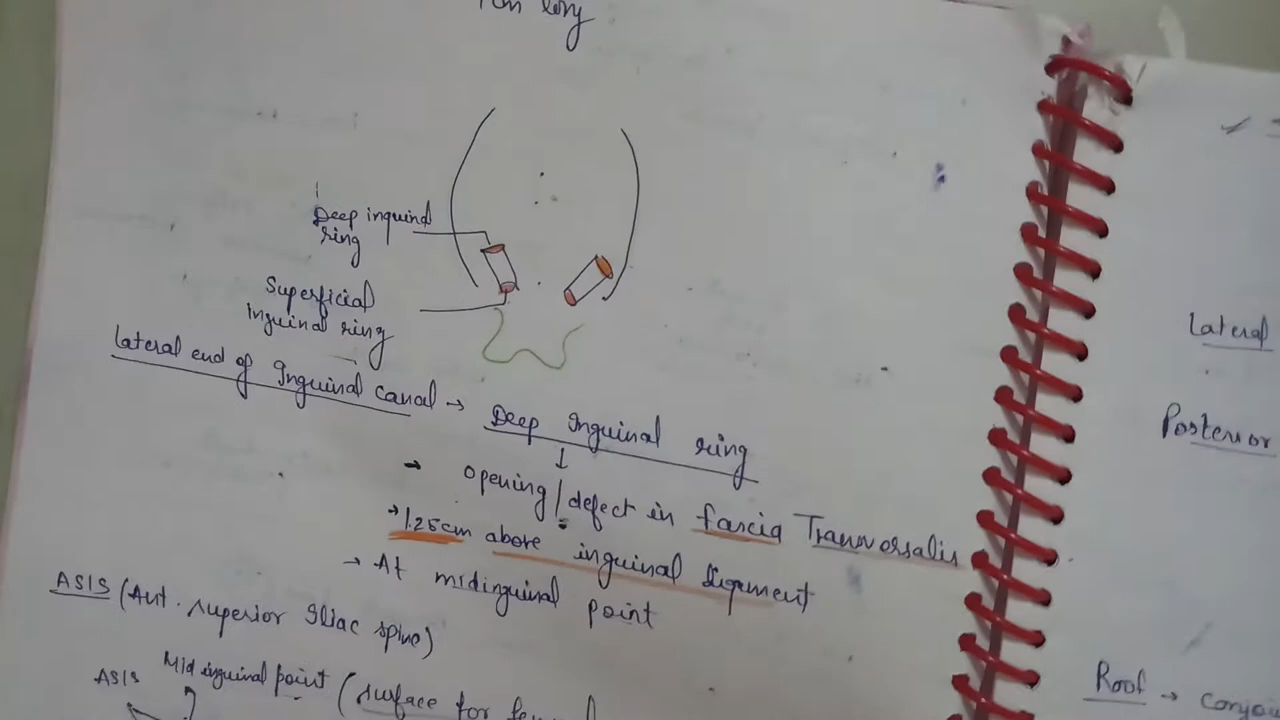 long
Deep inguinal
ring
Superficial
Inguinal ring
lateral end of Inguinal canal → Deep Inguinal ring
↓
→ opening / defect in fascia Transversalis
→ 1.25cm above inguinal ligament
→ At midinguinal point
ASIS (Ant. superior Iliac spine)
ASIS
Mid inguinal point (surface for
Lateral
Posterior
Roof →